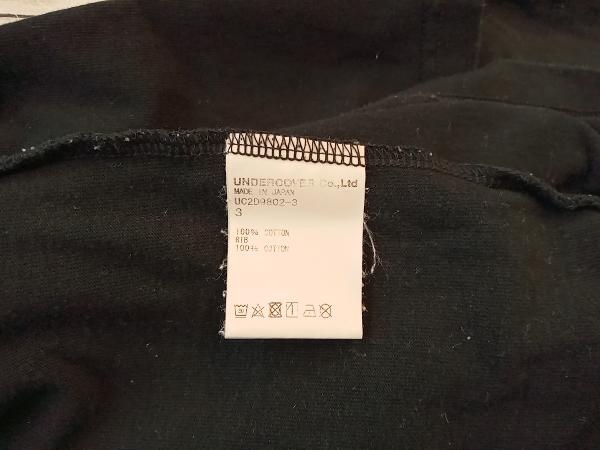 UNDERCOVER Co.,Ltd
MADE IN JAPAN
UC2D9802-3
3
100% COTTON
RIB
100% COTTON